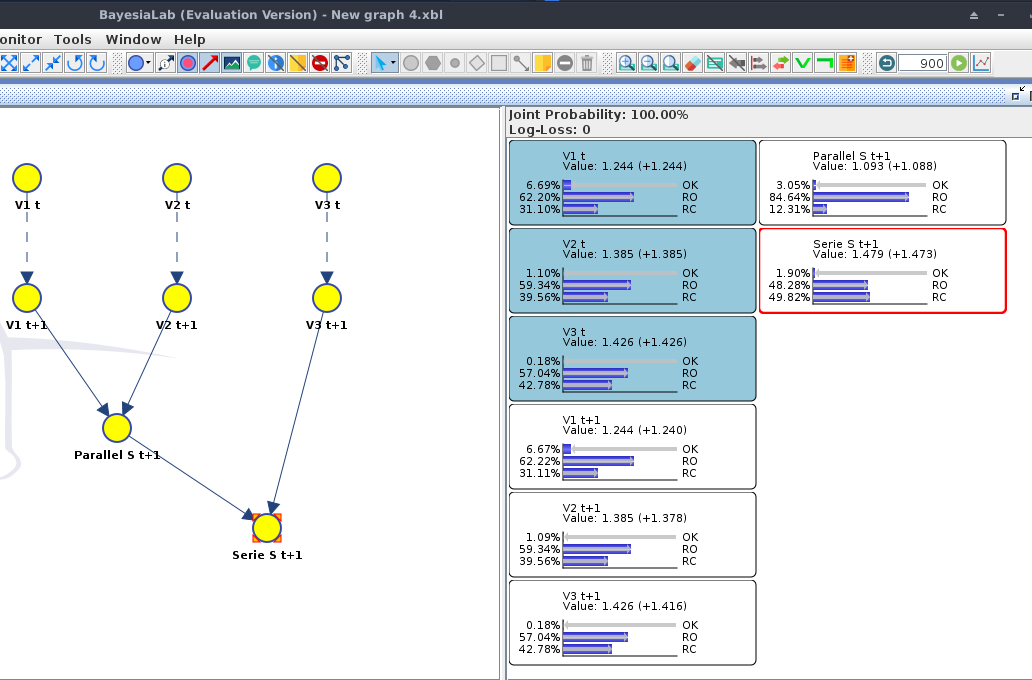 BayesiaLab (Evaluation Version) - New graph 4.xbl
onitor Tools Window Help
900
V1 t
V2 t
V3 t
V1 t+1
V2 t+1
V3 t+1
Parallel S t+1
Serie S t+1
Joint Probability: 100.00%
Log-Loss: 0
V1 t
Value: 1.244 (+1.244)
6.69% OK
62.20% RO
31.10% RC
V2 t
Value: 1.385 (+1.385)
1.10% OK
59.34% RO
39.56% RC
V3 t
Value: 1.426 (+1.426)
0.18% OK
57.04% RO
42.78% RC
V1 t+1
Value: 1.244 (+1.240)
6.67% OK
62.22% RO
31.11% RC
V2 t+1
Value: 1.385 (+1.378)
1.09% OK
59.34% RO
39.56% RC
V3 t+1
Value: 1.426 (+1.416)
0.18% OK
57.04% RO
42.78% RC
Parallel S t+1
Value: 1.093 (+1.088)
3.05% OK
84.64% RO
12.31% RC
Serie S t+1
Value: 1.479 (+1.473)
1.90% OK
48.28% RO
49.82% RC